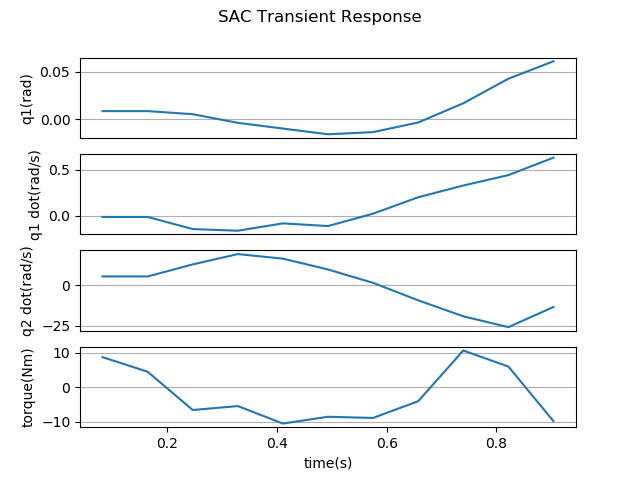 SAC Transient Response
q1(rad)
0.05
0.00
q1 dot(rad/s)
0.5
0.0
q2 dot(rad/s)
0
−25
torque(Nm)
10
0
−10
0.2 0.4 0.6 0.8
time(s)